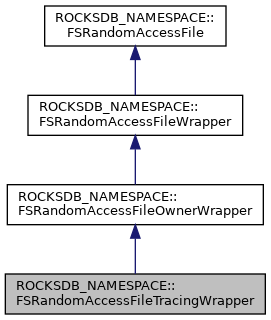 ROCKSDB_NAMESPACE::
FSRandomAccessFile
ROCKSDB_NAMESPACE::
FSRandomAccessFileWrapper
ROCKSDB_NAMESPACE::
FSRandomAccessFileOwnerWrapper
ROCKSDB_NAMESPACE::
FSRandomAccessFileTracingWrapper